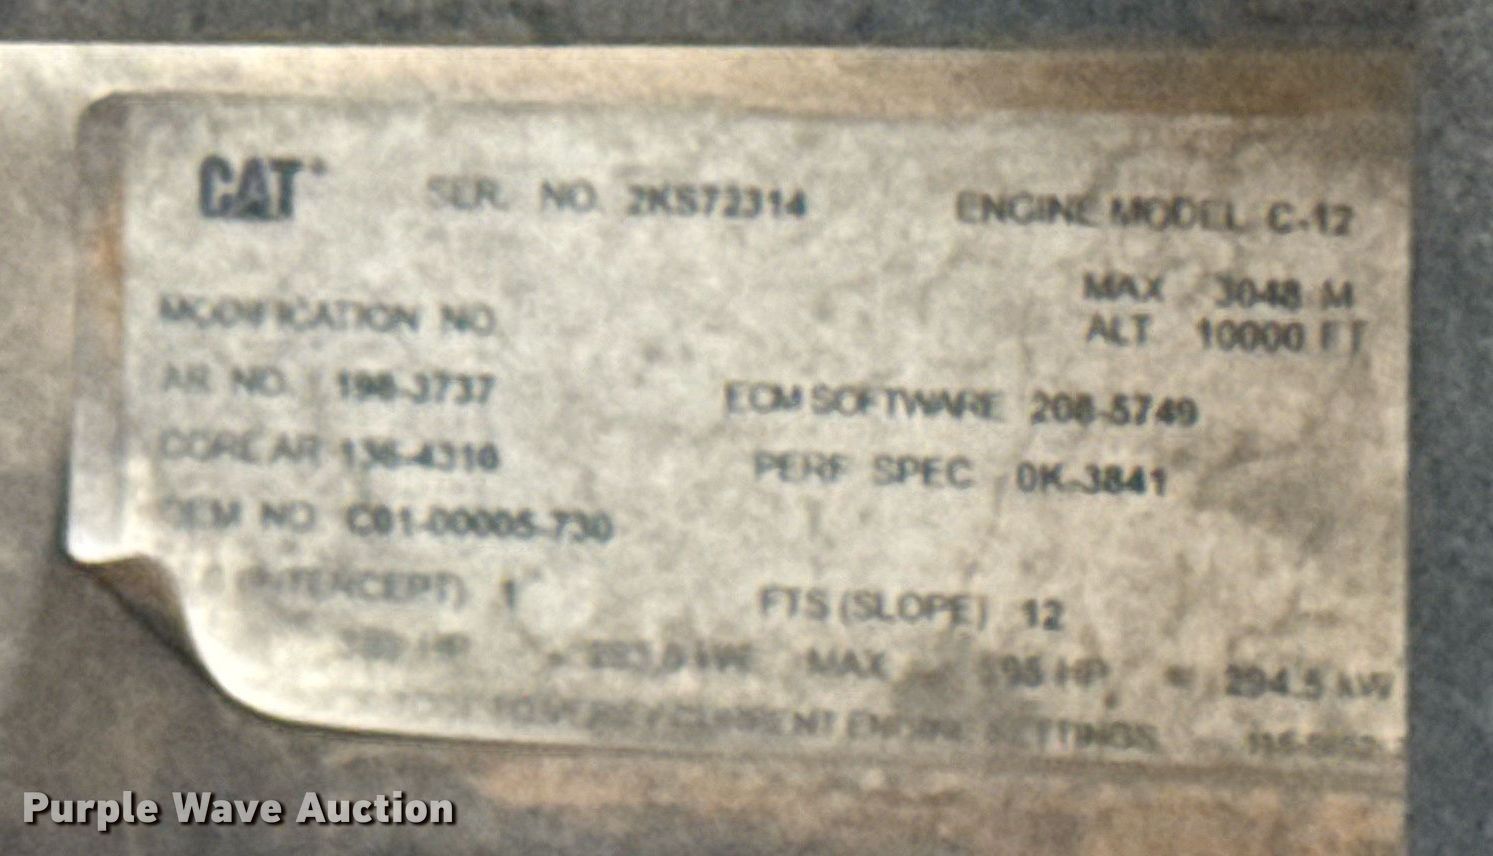 CAT SER. NO. 2KS72314 ENGINE MODEL C-12
MAX 3048 M
MODIFICATION NO.
ALT 10000 FT
AR NO. 198-3737 ECM SOFTWARE 208-5749
CORE AR 136-4316 PERF SPEC 0K-3841
OEM NO C01-00005-730
(INTERCEPT) 1 FTS (SLOPE) 12
HP MAX 395 HP = 294.5 kW
CURRENT ENGINE SETTINGS
Purple Wave Auction